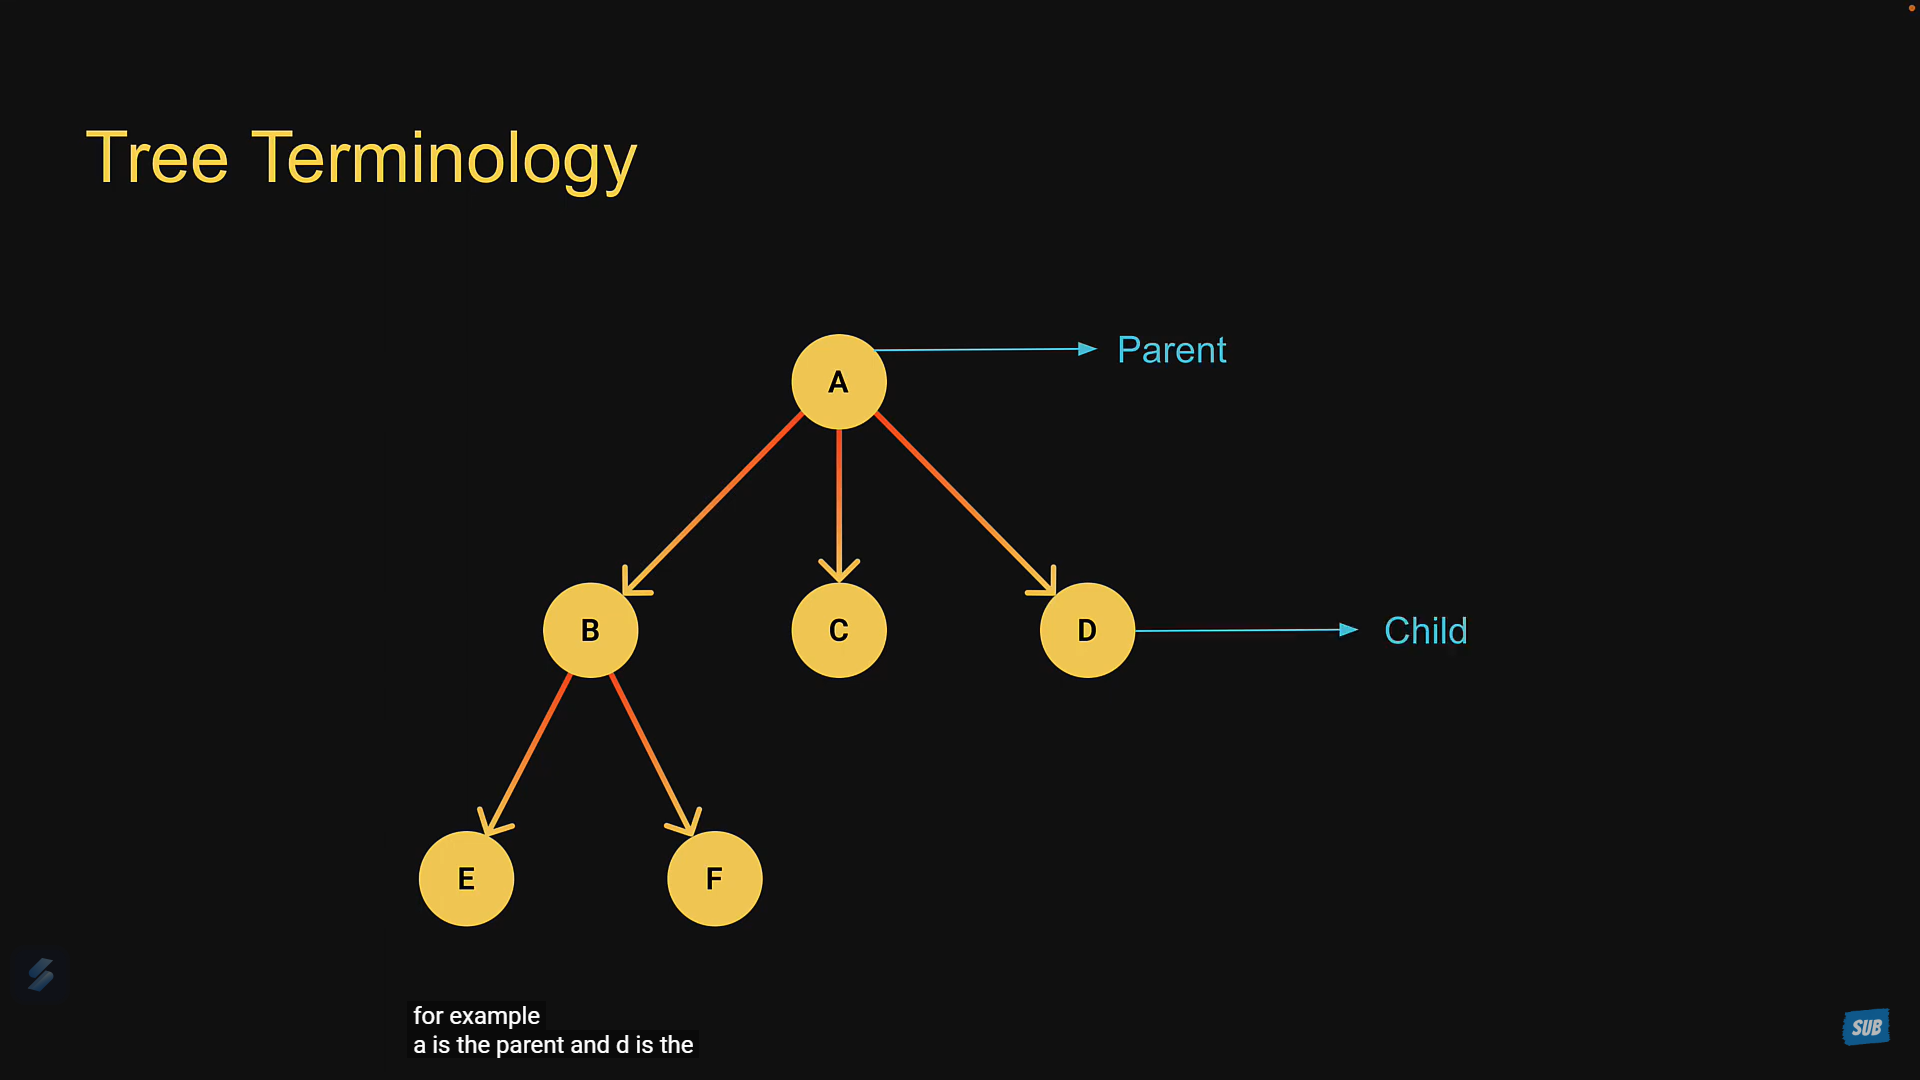 Tree Terminology
A
Parent
B
C
D
Child
E
F
for example
a is the parent and d is the
SUB